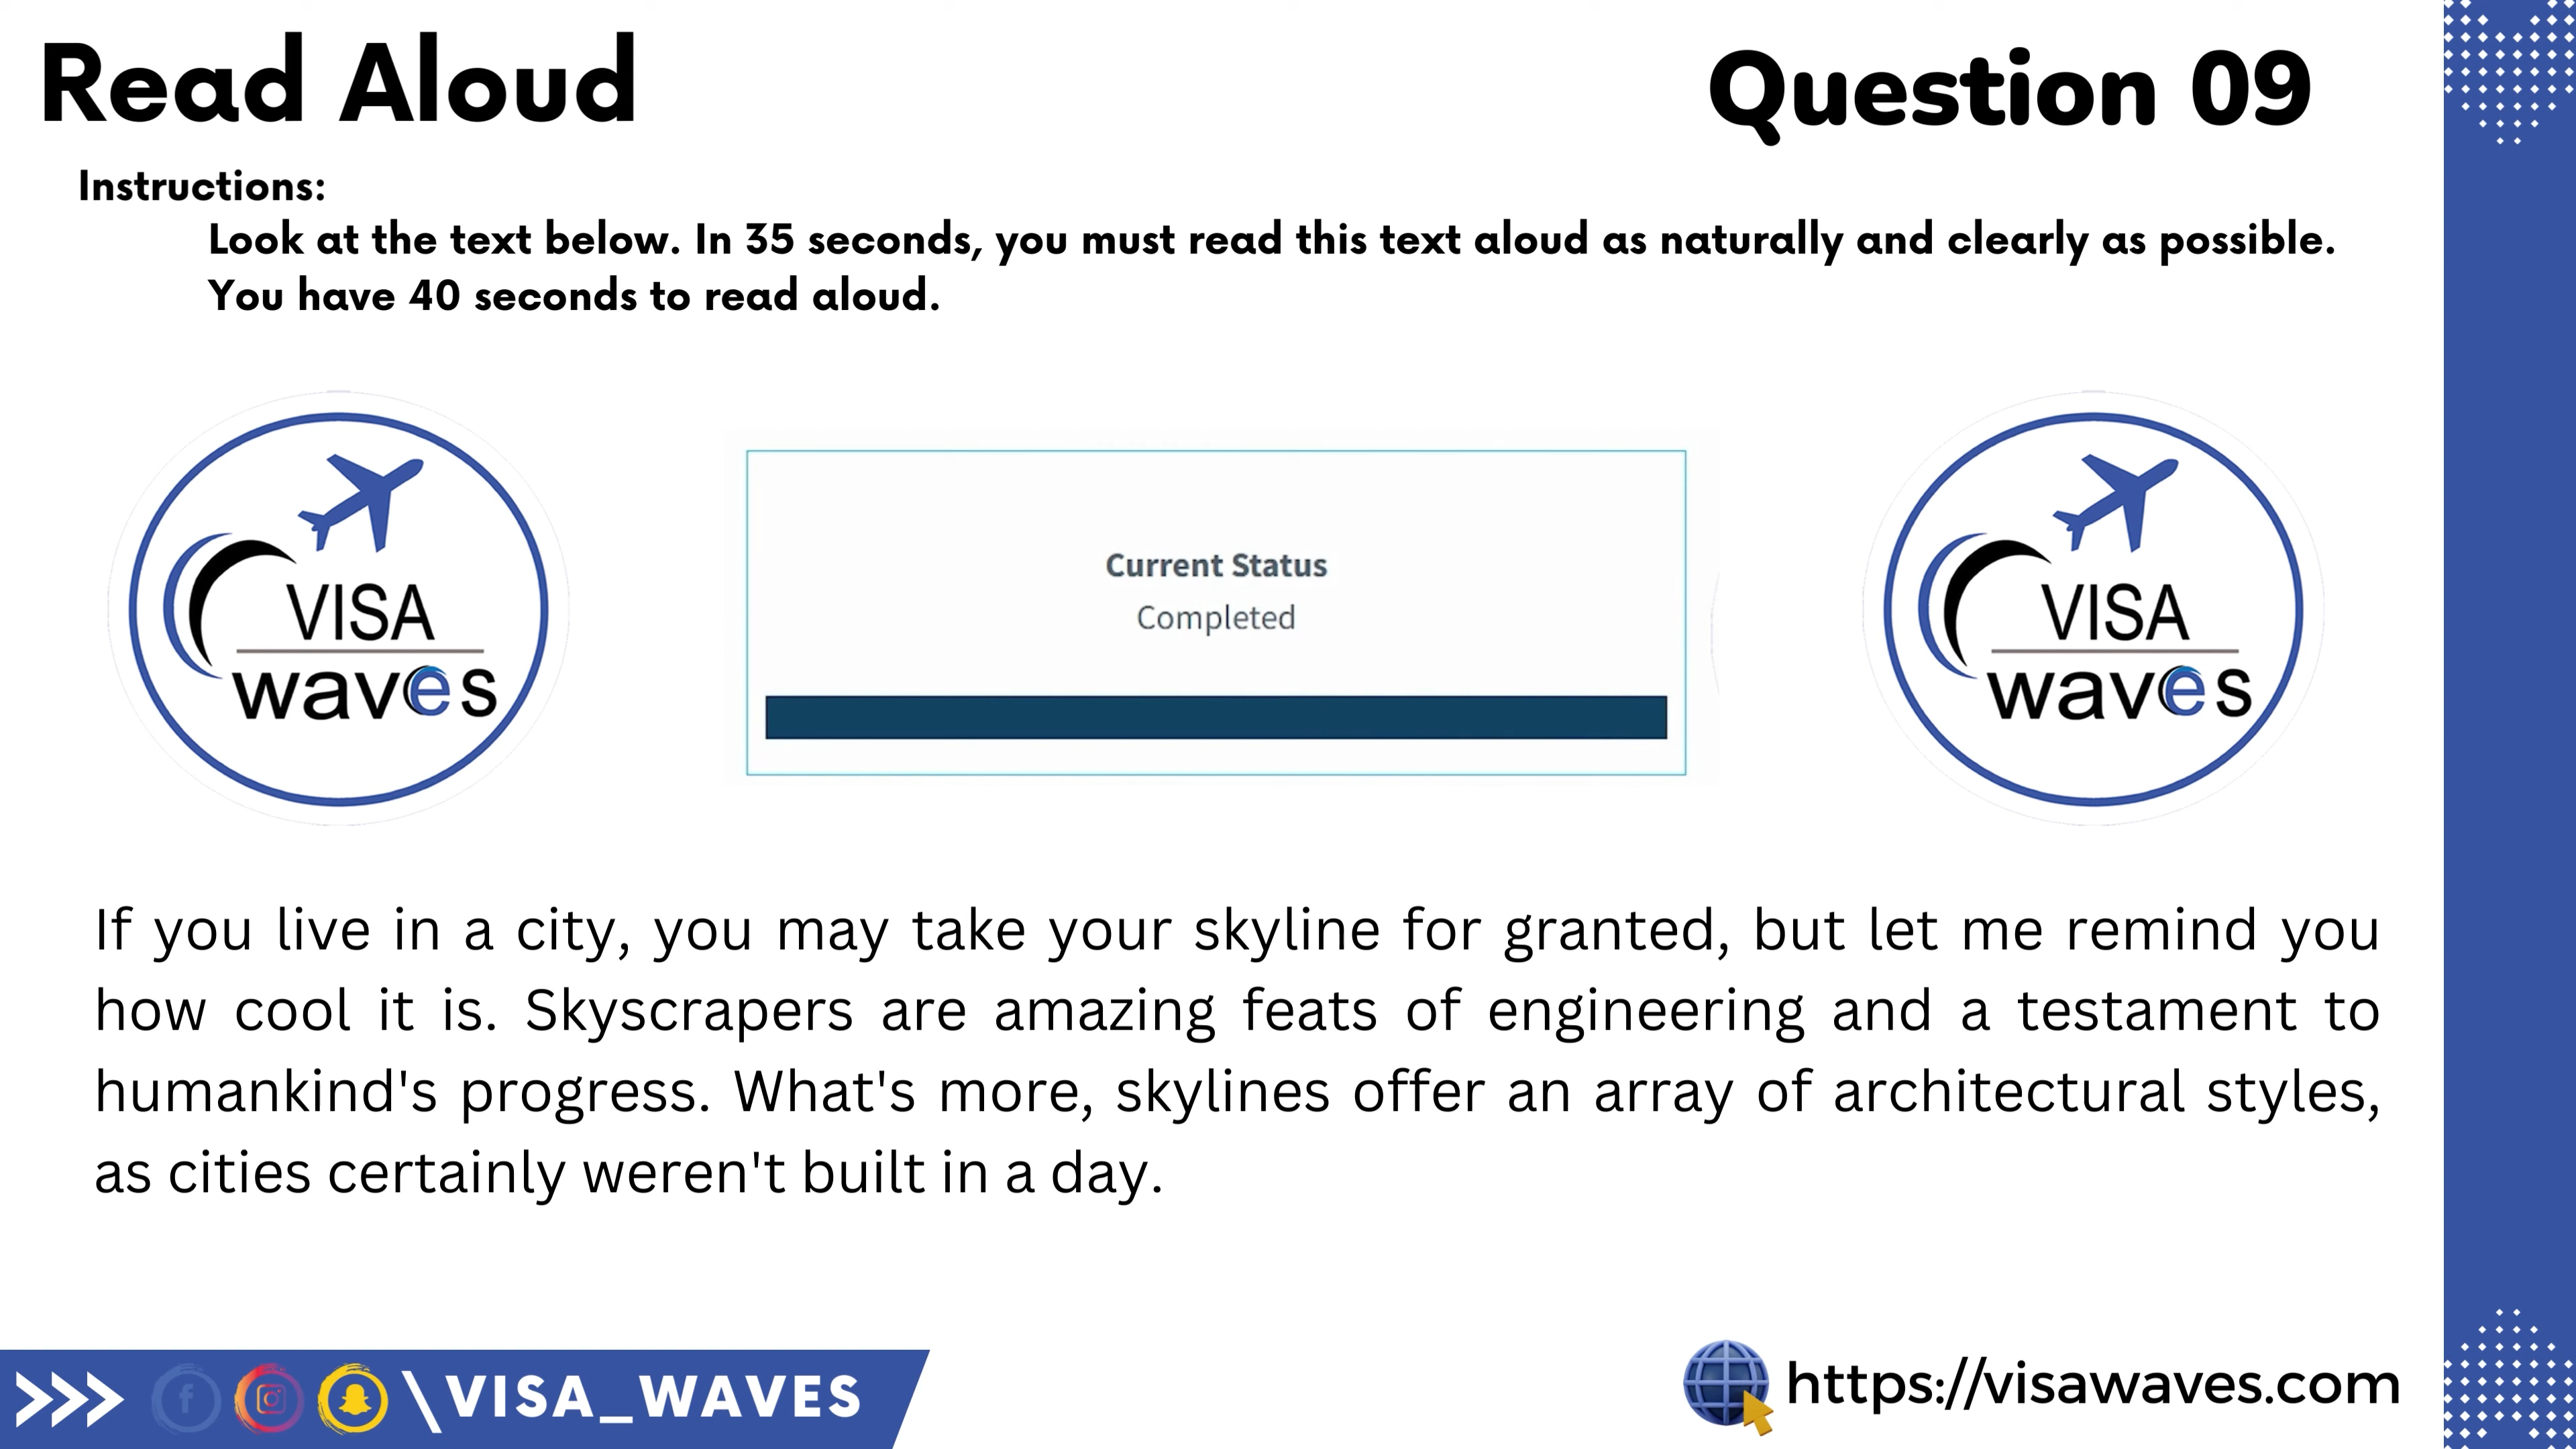 Read Aloud
Question 09
Instructions:
Look at the text below. In 35 seconds, you must read this text aloud as naturally and clearly as possible.
You have 40 seconds to read aloud.
VISA
waves
Current Status
Completed
VISA
waves
If you live in a city, you may take your skyline for granted, but let me remind you
how cool it is. Skyscrapers are amazing feats of engineering and a testament to
humankind's progress. What's more, skylines offer an array of architectural styles,
as cities certainly weren't built in a day.
\VISA_WAVES
https://visawaves.com